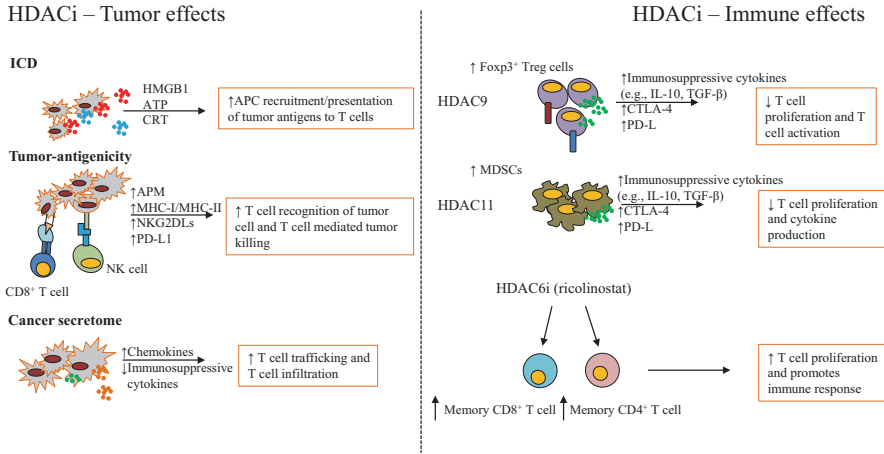 HDACi – Tumor effects
ICD
HMGB1
ATP
CRT
↑APC recruitment/presentation
of tumor antigens to T cells
Tumor-antigenicity
↑APM
↑MHC-I/MHC-II
↑NKG2DLs
↑PD-L1
↑ T cell recognition of tumor
cell and T cell mediated tumor
killing
NK cell
CD8⁺ T cell
Cancer secretome
↑Chemokines
↓Immunosuppressive
cytokines
↑ T cell trafficking and
T cell infiltration
HDACi – Immune effects
↑ Foxp3⁺ Treg cells
HDAC9
↑Immunosuppressive cytokines
(e.g., IL-10, TGF-β)
↑CTLA-4
↑PD-L
↓ T cell
proliferation and T
cell activation
↑ MDSCs
HDAC11
↑Immunosuppressive cytokines
(e.g., IL-10, TGF-β)
↑CTLA-4
↑PD-L
↓ T cell proliferation
and cytokine
production
HDAC6i (ricolinostat)
↑ Memory CD8⁺ T cell
↑ Memory CD4⁺ T cell
↑ T cell proliferation
and promotes
immune response